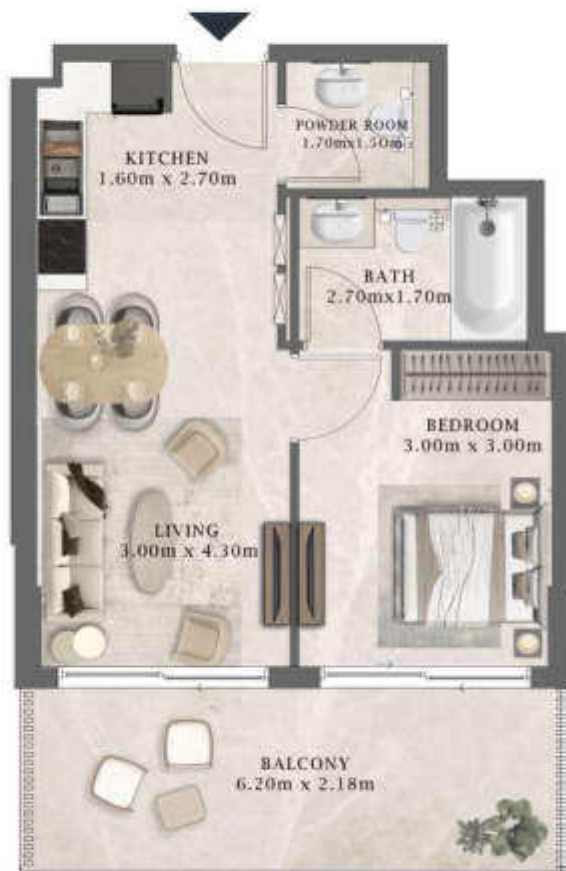 POWDER ROOM
1.70mx1.50m
KITCHEN
1.60m x 2.70m
BATH
2.70mx1.70m
BEDROOM
3.00m x 3.00m
LIVING
3.00m x 4.30m
BALCONY
6.20m x 2.18m